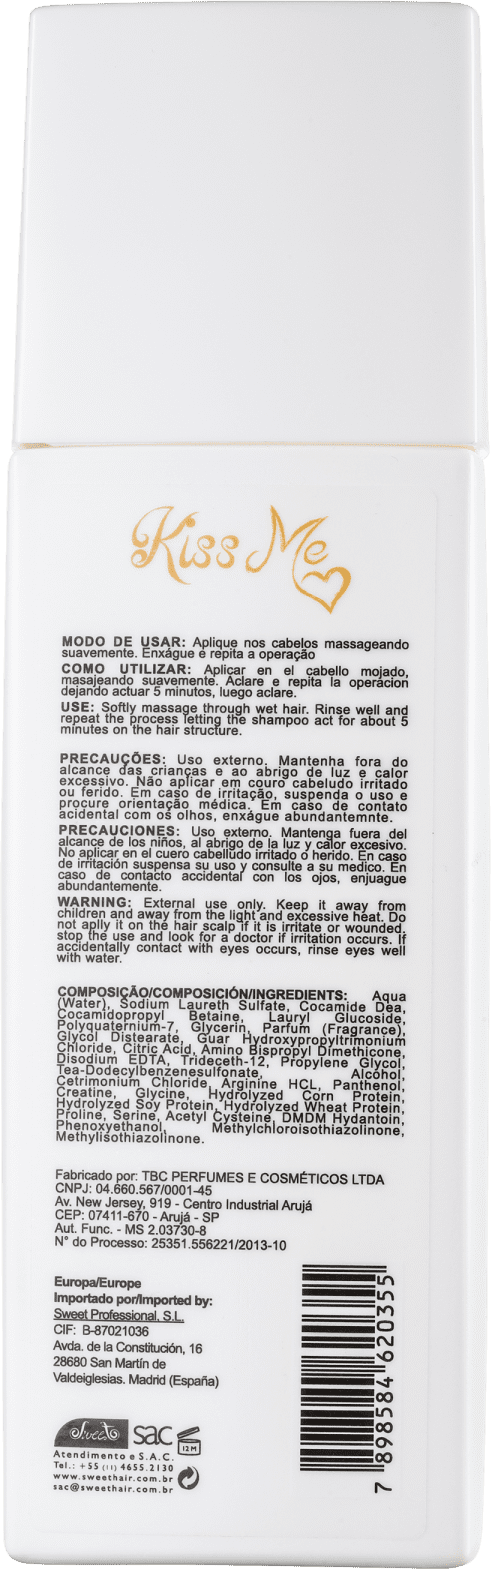 Kiss Me
MODO DE USAR: Aplique nos cabelos massageando
suavemente. Enxágue e repita a operação
COMO UTILIZAR: Aplicar en el cabello mojado,
masajeando suavemente. Aclare e repita la operácion
dejando actuar 5 minutos, luego aclare.
USE: Softly massage through wet hair. Rinse well and
repeat the process letting the shampoo act for about 5
minutes on the hair structure.
PRECAUÇÕES: Uso externo. Mantenha fora do
alcance das crianças e ao abrigo de luz e calor
excessivo. Não aplicar em couro cabeludo irritado
ou ferido. Em caso de irritação, suspenda o uso e
procure orientação médica. Em caso de contato
acidental com os olhos, enxágue abundantemnte.
PRECAUCIONES: Uso externo. Mantenga fuera del
alcance de los niños, al abrigo de la luz y calor excesivo.
No aplicar en el cuero cabelludo irritado o herido. En caso
de irritación suspensa su uso y consulte a su medico. En
caso de contacto accidental con los ojos, enjuague
abundantemente.
WARNING: External use only. Keep it away from
children and away from the light and excessive heat. Do
not aplly it on the hair scalp if it is irritate or wounded,
stop the use and look for a doctor if irritation occurs. If
accidentally contact with eyes occurs, rinse eyes well
with water.
COMPOSIÇÃO/COMPOSICIÓN/INGREDIENTS: Aqua
(Water), Sodium Laureth Sulfate, Cocamide Dea,
Cocamidopropyl Betaine, Lauryl Glucoside,
Polyquaternium-7, Glycerin, Parfum (Fragrance),
Glycol Distearate, Guar Hydroxypropyltrimonium
Chloride, Citric Acid, Amino Bispropyl Dimethicone,
Disodium EDTA, Trideceth-12, Propylene Glycol,
Tea-Dodecylbenzenesulfonate, Alcohol,
Cetrimonium Chloride, Arginine HCL, Panthenol,
Creatine, Glycine, Hydrolyzed Corn Protein,
Hydrolyzed Soy Protein, Hydrolyzed Wheat Protein,
Proline, Serine, Acetyl Cysteine, DMDM Hydantoin,
Phenoxyethanol, Methylchloroisothiazolinone,
Methylisothiazolinone.
Fabricado por: TBC PERFUMES E COSMÉTICOS LTDA
CNPJ: 04.660.567/0001-45
Av. New Jersey, 919 - Centro Industrial Arujá
CEP: 07411-670 - Arujá - SP
Aut. Func. - MS 2.03730-8
N° do Processo: 25351.556221/2013-10
Europa/Europe
Importado por/Imported by:
Sweet Professional, S.L.
CIF: B-87021036
Avda. de la Constitución, 16
28680 San Martín de
Valdeiglesias. Madrid (España)
Sweet sac 12M
Atendimento e S.A.C.
Tel.: +55 (11) 4655.2130
www.sweethair.com.br
sac@sweethair.com.br
7 898584 620355